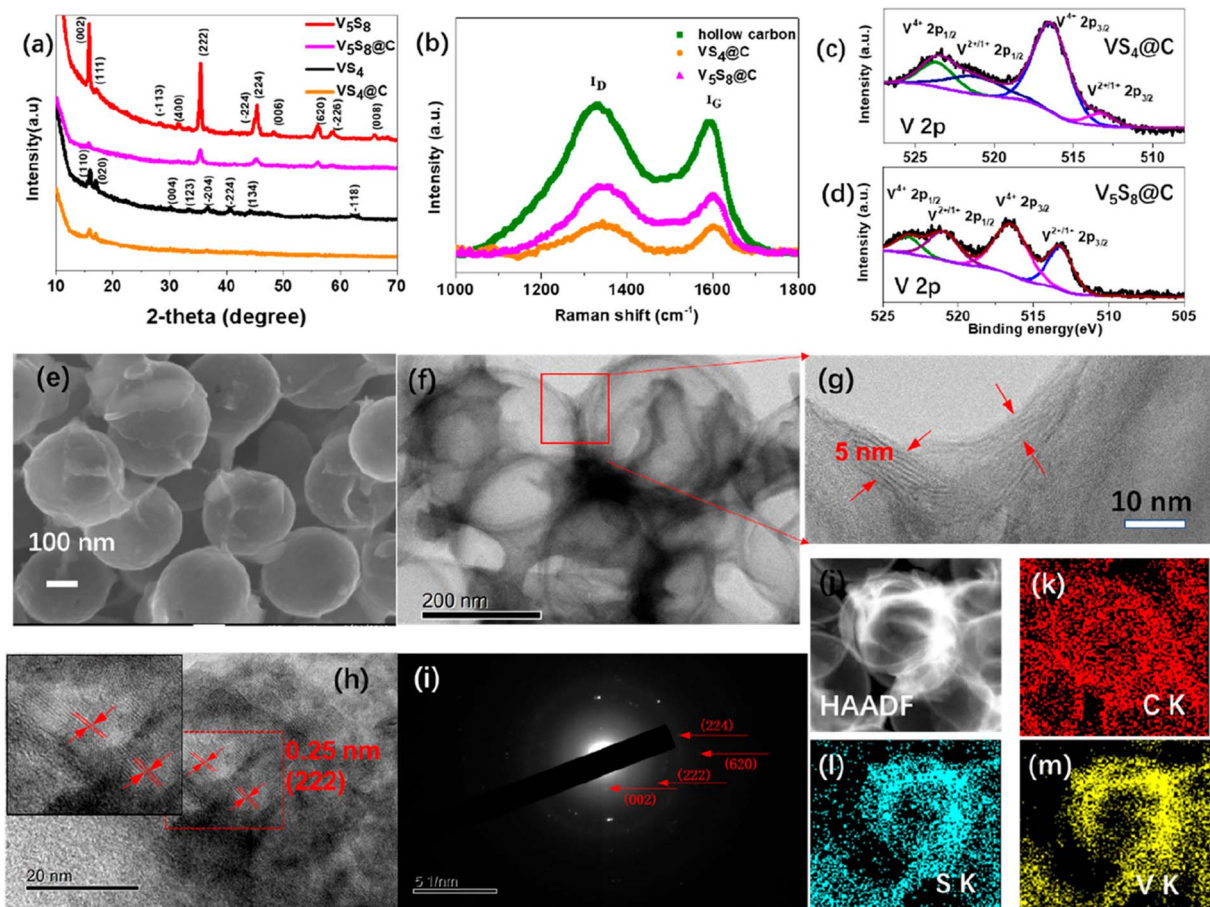 (a)
V₅S₈
V₅S₈@C
VS₄
VS₄@C
(002)
(111)
(-113)
(400)
(222)
(-224)
(224)
(006)
(620)
(-226)
(008)
(110)
(020)
(004)
(123)
(-204)
(-224)
(134)
(-118)
Intensity(a.u)
10 20 30 40 50 60 70
2-theta (degree)
(b)
hollow carbon
VS₄@C
V₅S₈@C
I_D
I_G
Intensity (a.u.)
1000 1200 1400 1600 1800
Raman shift (cm⁻¹)
(c)
V⁴⁺ 2p₁/₂
V²⁺/¹⁺ 2p₁/₂
V⁴⁺ 2p₃/₂
VS₄@C
V²⁺/¹⁺ 2p₃/₂
V 2p
Intensity (a.u.)
525 520 515 510
(d)
V⁴⁺ 2p₁/₂
V²⁺/¹⁺ 2p₁/₂
V⁴⁺ 2p₃/₂
V²⁺/¹⁺ 2p₃/₂
V₅S₈@C
V 2p
Intensity (a.u.)
525 520 515 510 505
Binding energy(eV)
(e)
100 nm
(f)
200 nm
(g)
5 nm
10 nm
(h)
0.25 nm
(222)
20 nm
(i)
(224)
(620)
(222)
(002)
5 1/nm
(j)
HAADF
(k)
C K
(l)
S K
(m)
V K